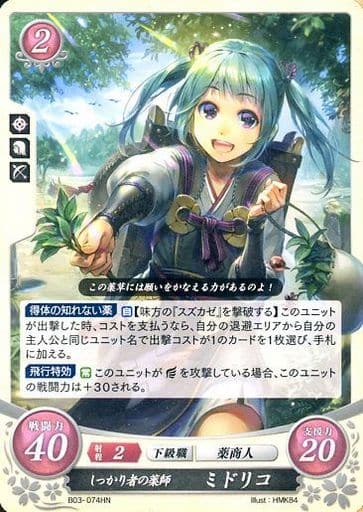 2
この薬草には願いをかなえる力があるのよ!
得体の知れない薬 自【味方の『スズカゼ』を撃破する】このユニット
が出撃した時、コストを支払うなら、自分の退避エリアから自分の
主人公と同じユニット名で出撃コストが1のカードを1枚選び、手札
に加える。
飛行特効 常 このユニットが を攻撃している場合、このユニット
の戦闘力は+30される。
戦闘力
40
射程 2
下級職
薬商人
支援力
20
しっかり者の薬師 ミドリコ
B03-074HN
Illust:HMK84